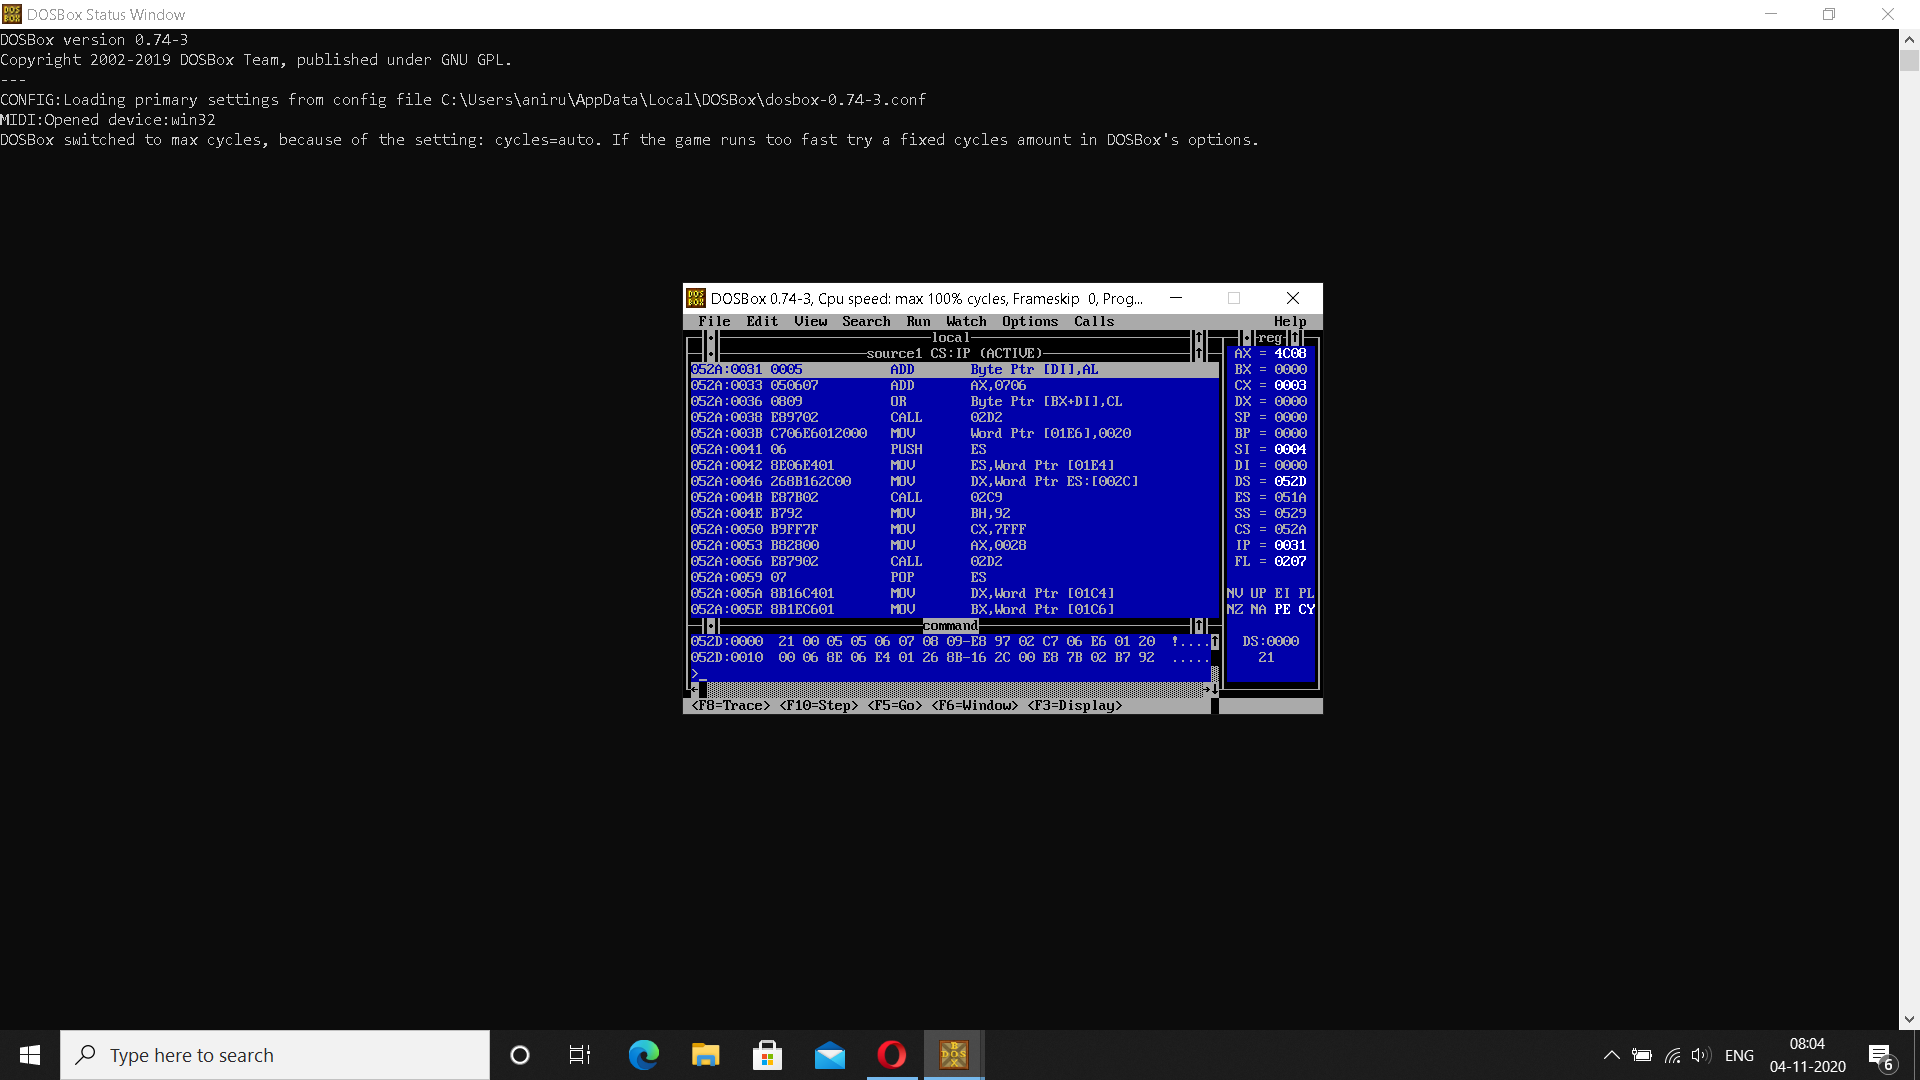 DOSBox Status Window
DOSBox version 0.74-3
Copyright 2002-2019 DOSBox Team, published under GNU GPL.
---
CONFIG:Loading primary settings from config file C:\Users\aniru\AppData\Local\DOSBox\dosbox-0.74-3.conf
MIDI:Opened device:win32
DOSBox switched to max cycles, because of the setting: cycles=auto. If the game runs too fast try a fixed cycles amount in DOSBox's options.
DOSBox 0.74-3, Cpu speed: max 100% cycles, Frameskip 0, Prog...
File Edit View Search Run Watch Options Calls Help
local
source1 CS:IP (ACTIVE)
052A:0031 0005 ADD Byte Ptr [DI],AL
052A:0033 050607 ADD AX,0706
052A:0036 0809 OR Byte Ptr [BX+DI],CL
052A:0038 E89702 CALL 02D2
052A:003B C706E6012000 MOV Word Ptr [01E6],0020
052A:0041 06 PUSH ES
052A:0042 8E06E401 MOV ES,Word Ptr [01E4]
052A:0046 268B162C00 MOV DX,Word Ptr ES:[002C]
052A:004B E87B02 CALL 02C9
052A:004E B792 MOV BH,92
052A:0050 B9FF7F MOV CX,7FFF
052A:0053 B82800 MOV AX,0028
052A:0056 E87902 CALL 02D2
052A:0059 07 POP ES
052A:005A 8B16C401 MOV DX,Word Ptr [01C4]
052A:005E 8B1EC601 MOV BX,Word Ptr [01C6]
reg
AX = 4C08
BX = 0000
CX = 0003
DX = 0000
SP = 0000
BP = 0000
SI = 0004
DI = 0000
DS = 052D
ES = 051A
SS = 0529
CS = 052A
IP = 0031
FL = 0207
NV UP EI PL
NZ NA PE CY
DS:0000
21
command
052D:0000 21 00 05 05 06 07 08 09-E8 97 02 C7 06 E6 01 20 !....
052D:0010 00 06 8E 06 E4 01 26 8B-16 2C 00 E8 7B 02 B7 92 .....
>_
<F8=Trace> <F10=Step> <F5=Go> <F6=Window> <F3=Display>
Type here to search
ENG
08:04
04-11-2020
6